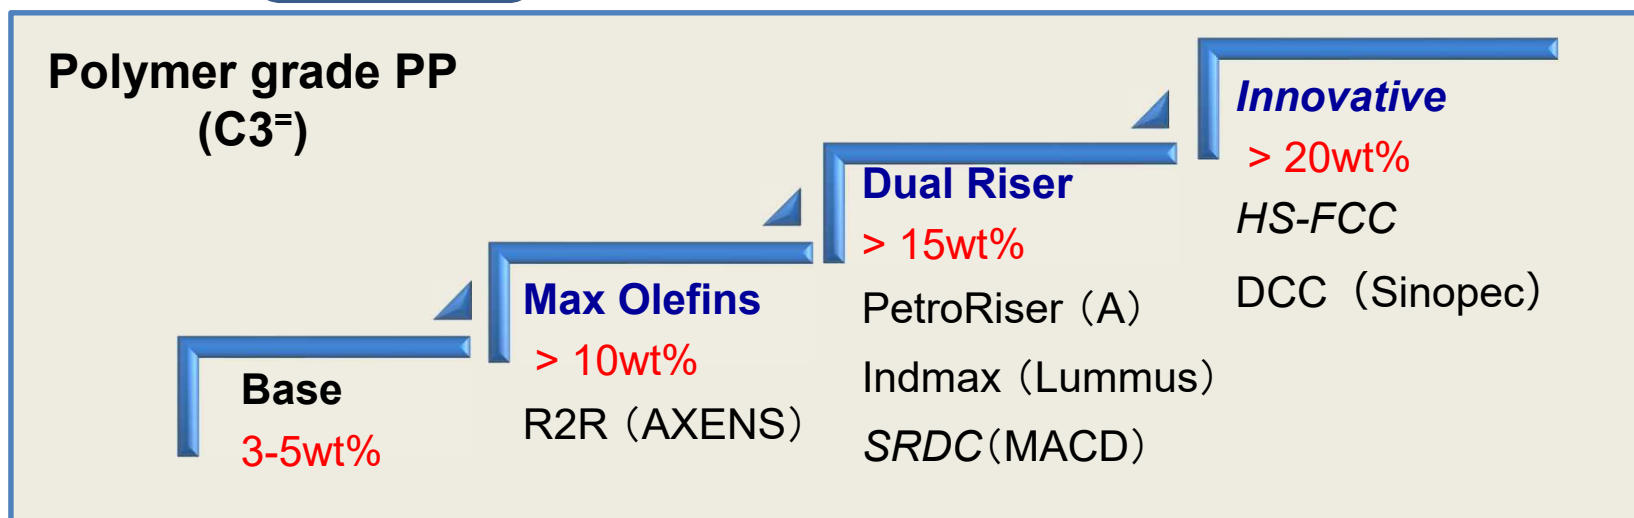 Polymer grade PP
(C3⁼)
Base
3-5wt%
Max Olefins
> 10wt%
R2R（AXENS）
Dual Riser
> 15wt%
PetroRiser（A）
Indmax（Lummus）
SRDC（MACD）
Innovative
> 20wt%
HS-FCC
DCC（Sinopec）